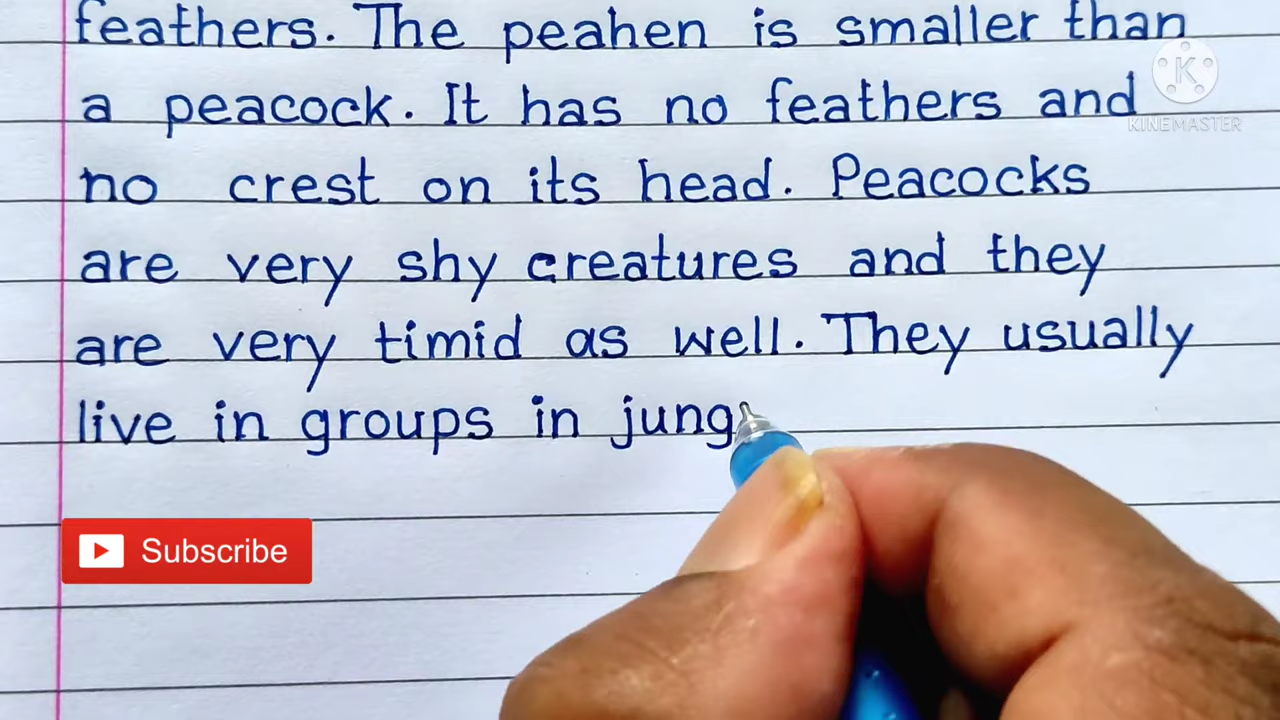 feathers. The peahen is smaller than
a peacock. It has no feathers and
K
KINEMASTER
no crest on its head. Peacocks
are very shy creatures and they
are very timid as well. They usually
live in groups in jung
Subscribe